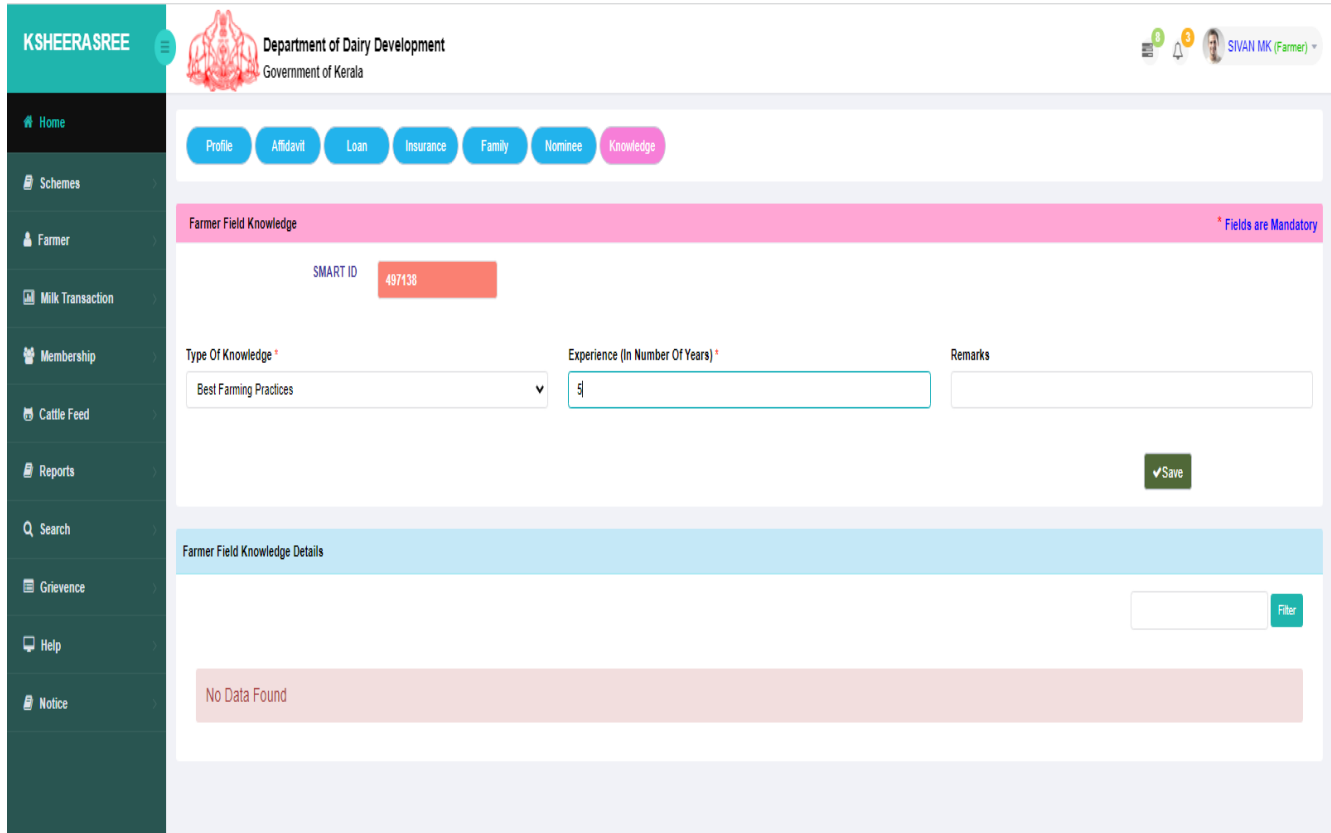 KSHEERASREE
Department of Dairy Development
Government of Kerala
8
3
SIVAN MK (Farmer)
Home
Schemes
Farmer
Milk Transaction
Membership
Cattle Feed
Reports
Search
Grievence
Help
Notice
Profile
Affidavit
Loan
Insurance
Family
Nominee
Knowledge
Farmer Field Knowledge
* Fields are Mandatory
SMART ID
497138
Type Of Knowledge *
Best Farming Practices
Experience (In Number Of Years) *
5
Remarks
Save
Farmer Field Knowledge Details
Filter
No Data Found